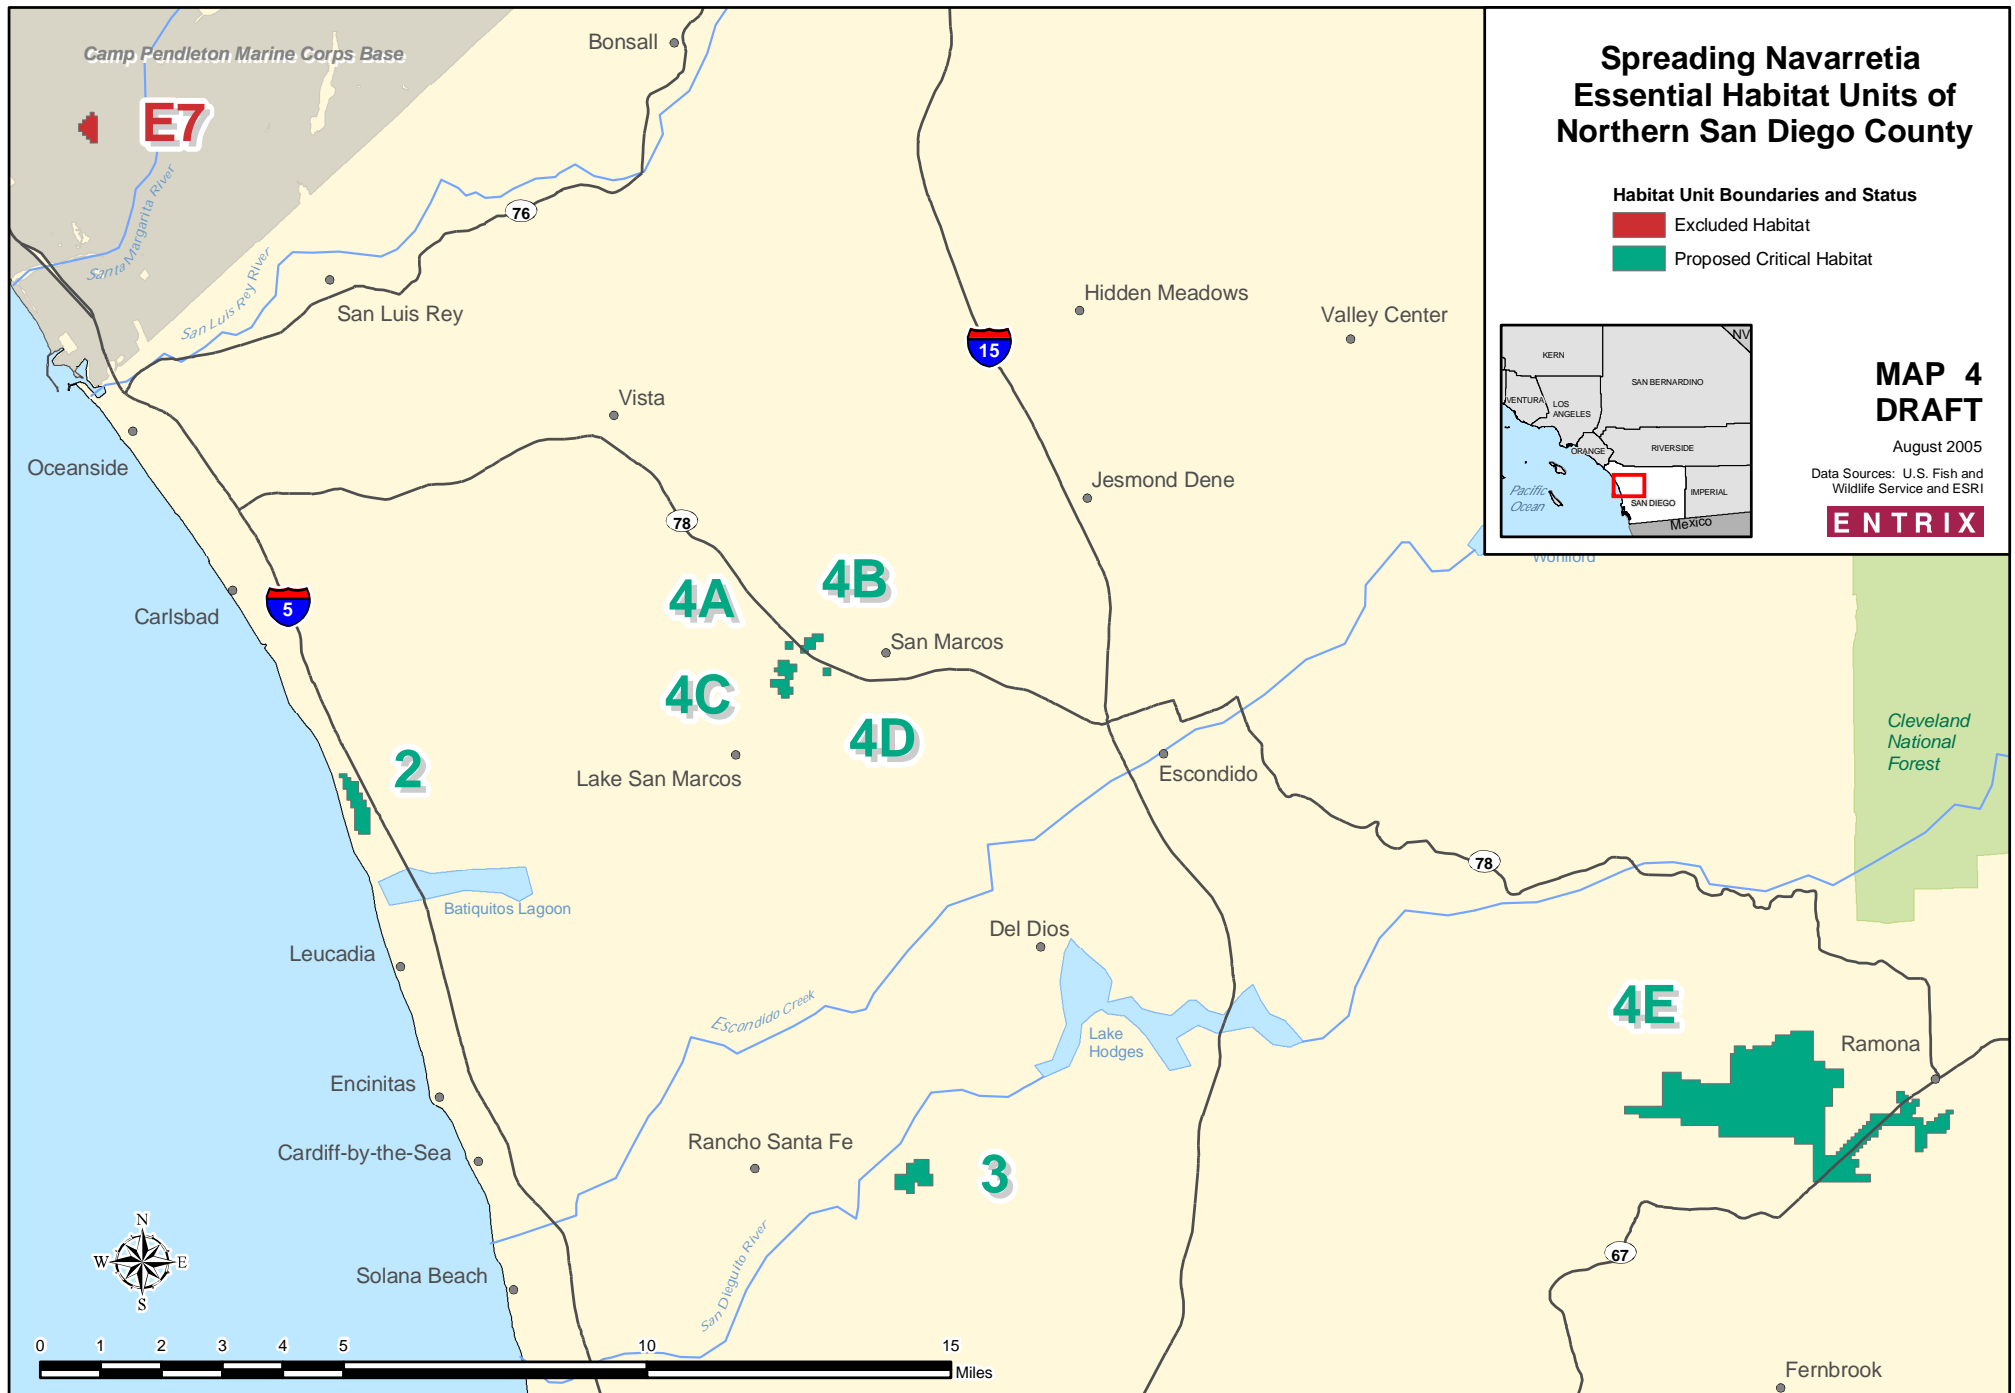 Camp Pendleton Marine Corps Base
Bonsall
E7
Santa Margarita River
San Luis Rey River
76
San Luis Rey
Hidden Meadows
Valley Center
15
Vista
Oceanside
Jesmond Dene
78
4A
4B
5
Carlsbad
San Marcos
4C
4D
2
Lake San Marcos
Escondido
Cleveland
National
Forest
78
Batiquitos Lagoon
Leucadia
Del Dios
Escondido Creek
Lake
Hodges
4E
Ramona
Encinitas
Rancho Santa Fe
Cardiff-by-the-Sea
3
San Dieguito River
67
Solana Beach
Fernbrook
N
W E
S
0 1 2 3 4 5 10 15
Miles
Spreading Navarretia
Essential Habitat Units of
Northern San Diego County
Habitat Unit Boundaries and Status
Excluded Habitat
Proposed Critical Habitat
NV
KERN
SAN BERNARDINO
VENTURA
LOS
ANGELES
ORANGE
RIVERSIDE
Pacific
Ocean
SAN DIEGO
IMPERIAL
Mexico
MAP 4
DRAFT
August 2005
Data Sources: U.S. Fish and
Wildlife Service and ESRI
ENTRIX